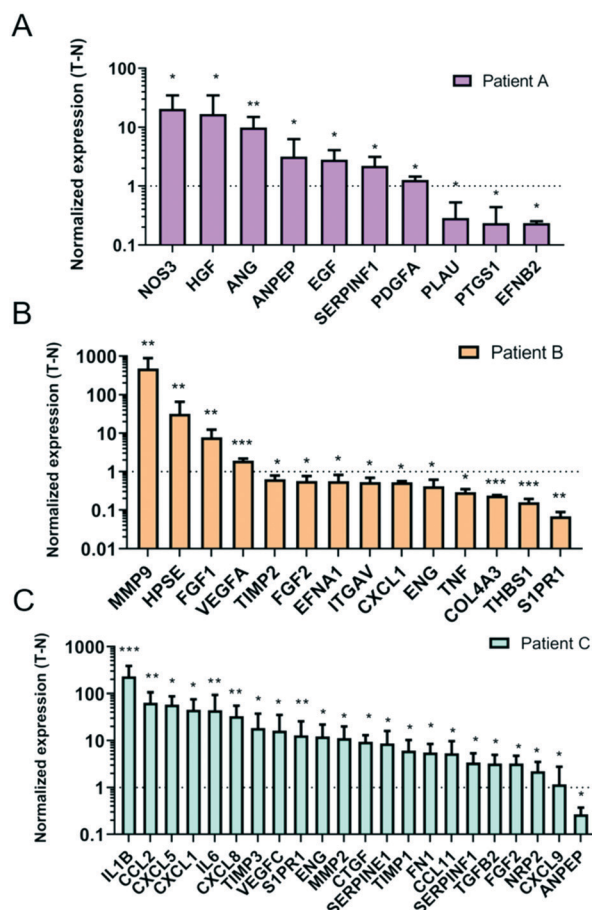 A
Normalized expression (T-N)
100
10
1
0.1
* * ** * * * * * * *
Patient A
NOS3 HGF ANG ANPEP EGF SERPINF1 PDGFA PLAU PTGS1 EFNB2
B
Normalized expression (T-N)
1000
100
10
1
0.1
0.01
** ** ** *** * * * * * * * *** *** **
Patient B
MMP9 HPSE FGF1 VEGFA TIMP2 FGF2 EFNA1 ITGAV CXCL1 ENG TNF COL4A3 THBS1 S1PR1
C
Normalized expression (T-N)
1000
100
10
1
0.1
*** ** * * ** ** * * ** * * * * * * * * * * * * *
Patient C
IL1B CCL2 CXCL5 CXCL1 IL6 CXCL8 TIMP3 VEGFC S1PR1 ENG MMP2 CTGF SERPINE1 TIMP1 FN1 CCL11 SERPINF1 TGFB2 FGF2 NRP2 CXCL9 ANPEP